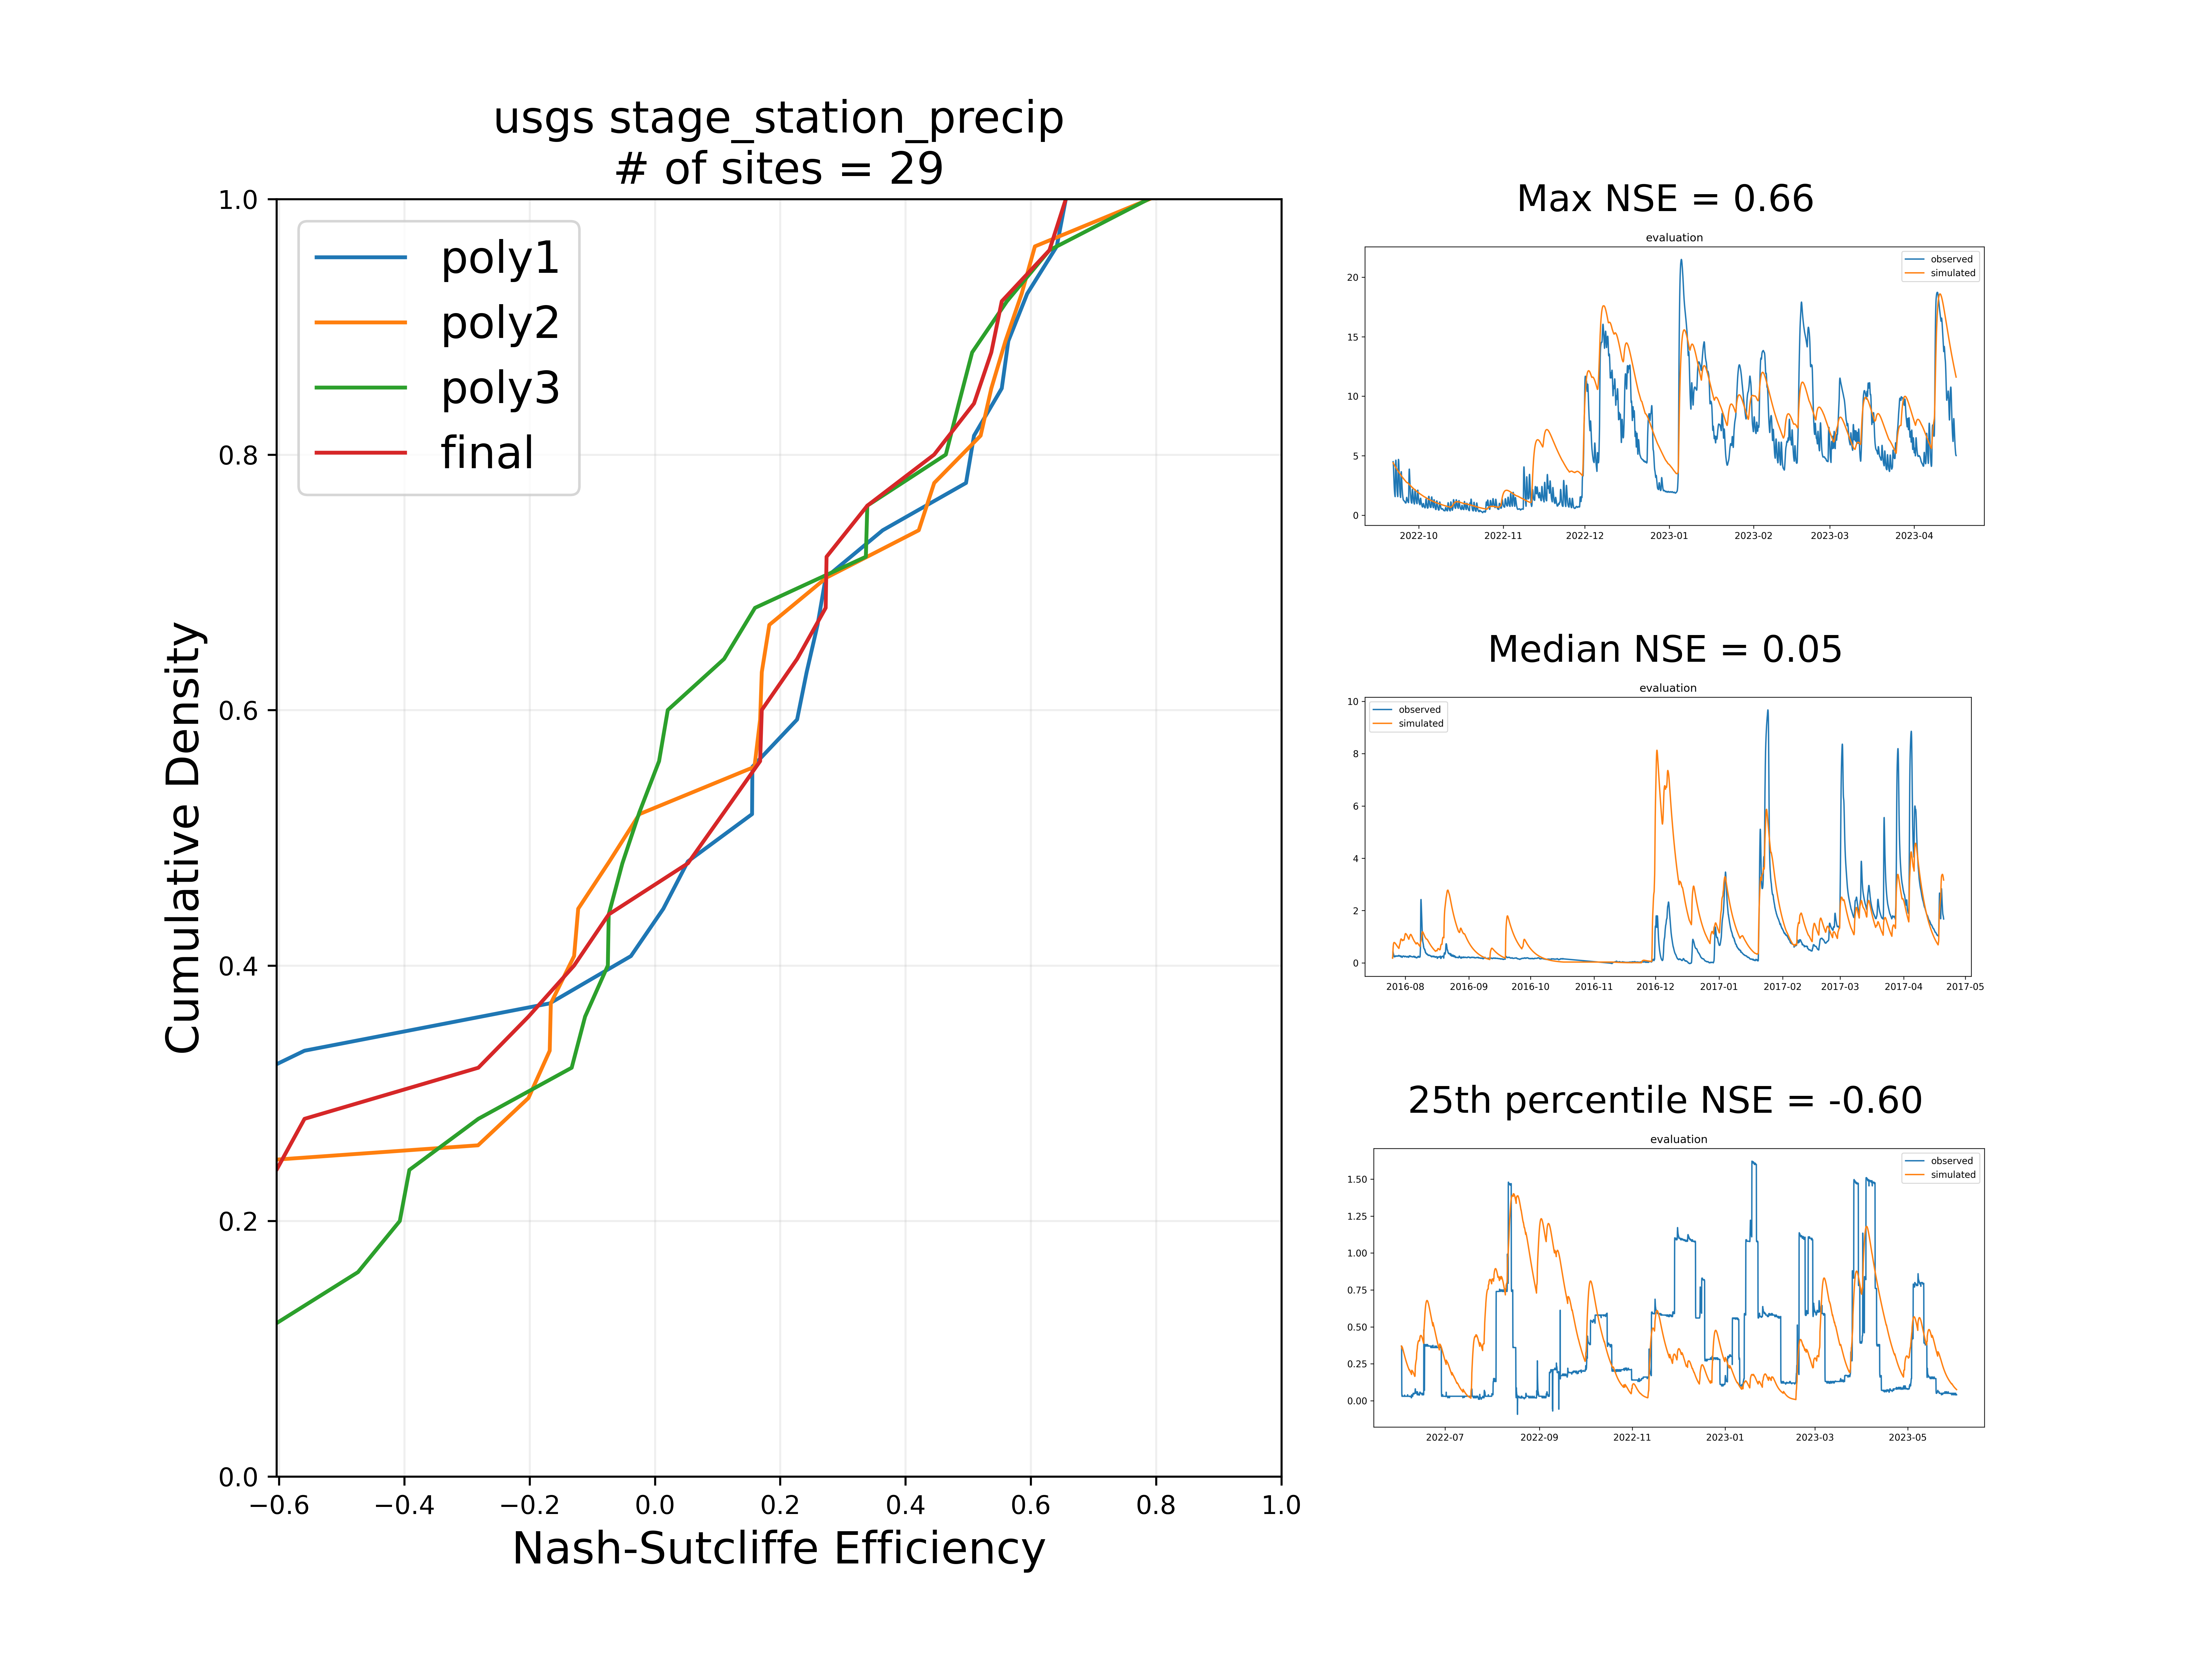 usgs stage_station_precip
# of sites = 29
1.0
0.8
0.6
0.4
0.2
0.0
Cumulative Density
poly1
poly2
poly3
final
−0.6 −0.4 −0.2 0.0 0.2 0.4 0.6 0.8 1.0
Nash-Sutcliffe Efficiency
Max NSE = 0.66
evaluation
observed
simulated
20
15
10
5
0
2022-10 2022-11 2022-12 2023-01 2023-02 2023-03 2023-04
Median NSE = 0.05
evaluation
observed
simulated
10
8
6
4
2
0
2016-08 2016-09 2016-10 2016-11 2016-12 2017-01 2017-02 2017-03 2017-04 2017-05
25th percentile NSE = -0.60
evaluation
observed
simulated
1.50
1.25
1.00
0.75
0.50
0.25
0.00
2022-07 2022-09 2022-11 2023-01 2023-03 2023-05